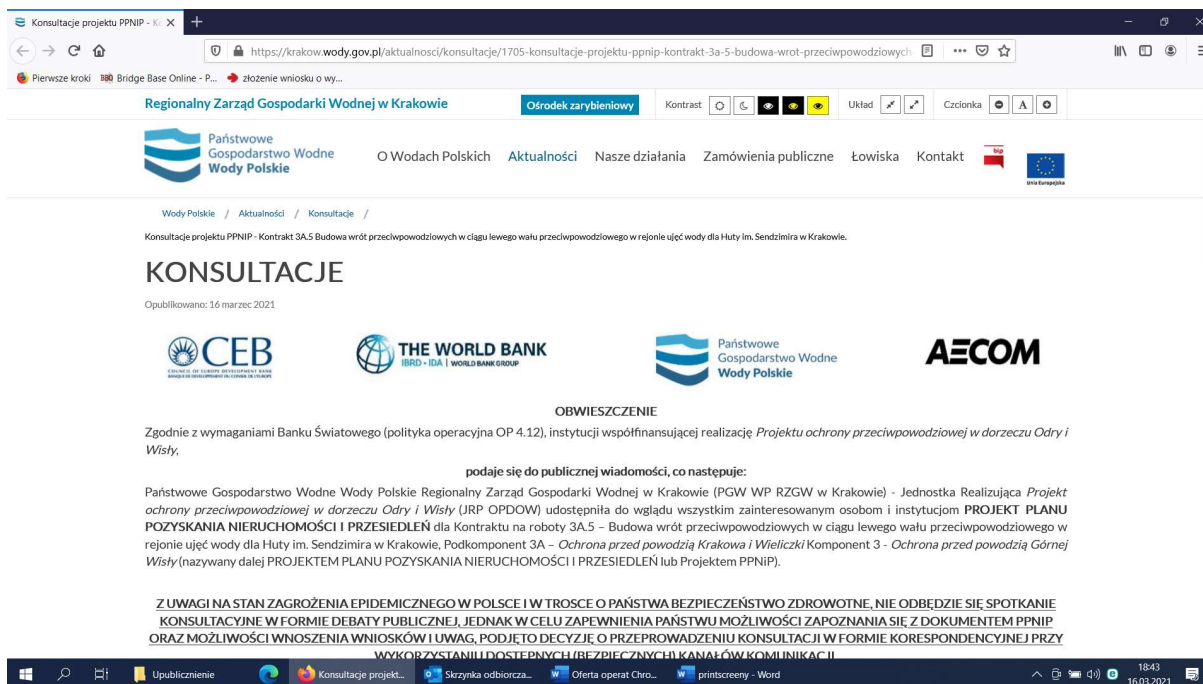 Konsultacje projektu PPNIP - Ko
https://krakow.wody.gov.pl/aktualnosci/konsultacje/1705-konsultacje-projektu-ppnip-kontrakt-3a-5-budowa-wrot-przeciwpowodziowych
Pierwsze kroki Bridge Base Online - P... złożenie wniosku o wy...
Regionalny Zarząd Gospodarki Wodnej w Krakowie Ośrodek zarybieniowy Kontrast Układ Czcionka A
Państwowe
Gospodarstwo Wodne
Wody Polskie
O Wodach Polskich Aktualności Nasze działania Zamówienia publiczne Łowiska Kontakt bip
Unia Europejska
Wody Polskie / Aktualności / Konsultacje /
Konsultacje projektu PPNIP - Kontrakt 3A.5 Budowa wrót przeciwpowodziowych w ciągu lewego wału przeciwpowodziowego w rejonie ujęć wody dla Huty im. Sendzimira w Krakowie.
KONSULTACJE
Opublikowano: 16 marzec 2021
CEB
COUNCIL OF EUROPE DEVELOPMENT BANK
BANQUE DE DÉVELOPPEMENT DU CONSEIL DE L'EUROPE
THE WORLD BANK
IBRD • IDA | WORLD BANK GROUP
Państwowe
Gospodarstwo Wodne
Wody Polskie
AECOM
OBWIESZCZENIE
Zgodnie z wymaganiami Banku Światowego (polityka operacyjna OP 4.12), instytucji współfinansującej realizację Projektu ochrony przeciwpowodziowej w dorzeczu Odry i
Wisły,
podaje się do publicznej wiadomości, co następuje:
Państwowe Gospodarstwo Wodne Wody Polskie Regionalny Zarząd Gospodarki Wodnej w Krakowie (PGW WP RZGW w Krakowie) - Jednostka Realizująca Projekt
ochrony przeciwpowodziowej w dorzeczu Odry i Wisły (JRP OPDOW) udostępniła do wglądu wszystkim zainteresowanym osobom i instytucjom PROJEKT PLANU
POZYSKANIA NIERUCHOMOŚCI I PRZESIEDLEŃ dla Kontraktu na roboty 3A.5 – Budowa wrót przeciwpowodziowych w ciągu lewego wału przeciwpowodziowego w
rejonie ujęć wody dla Huty im. Sendzimira w Krakowie, Podkomponent 3A – Ochrona przed powodzią Krakowa i Wieliczki Komponent 3 - Ochrona przed powodzią Górnej
Wisły (nazywany dalej PROJEKTEM PLANU POZYSKANIA NIERUCHOMOŚCI I PRZESIEDLEŃ lub Projektem PPNiP).
Z UWAGI NA STAN ZAGROŻENIA EPIDEMICZNEGO W POLSCE I W TROSCE O PAŃSTWA BEZPIECZEŃSTWO ZDROWOTNE, NIE ODBĘDZIE SIĘ SPOTKANIE
KONSULTACYJNE W FORMIE DEBATY PUBLICZNEJ, JEDNAK W CELU ZAPEWNIENIA PAŃSTWU MOŻLIWOŚCI ZAPOZNANIA SIĘ Z DOKUMENTEM PPNIP
ORAZ MOŻLIWOŚCI WNOSZENIA WNIOSKÓW I UWAG, PODJĘTO DECYZJĘ O PRZEPROWADZENIU KONSULTACJI W FORMIE KORESPONDENCYJNEJ PRZY
WYKORZYSTANIU DOSTĘPNYCH (BEZPIECZNYCH) KANAŁÓW KOMUNIKACJI
Upublicznienie Konsultacje projekt... Skrzynka odbiorcza... Oferta operat Chro... printscreeny - Word 18:43
16.03.2021